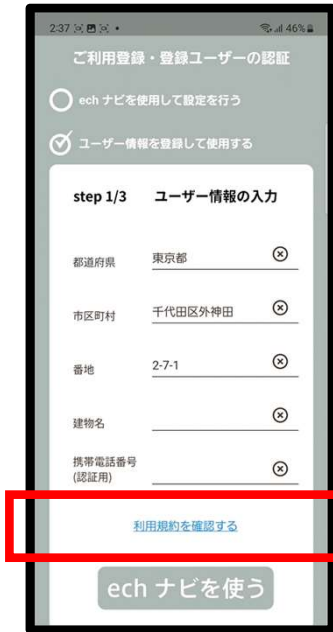 2:37 46%
ご利用登録・登録ユーザーの認証
ech ナビを使用して設定を行う
ユーザー情報を登録して使用する
step 1/3 ユーザー情報の入力
都道府県 東京都
市区町村 千代田区外神田
番地 2-7-1
建物名
携帯電話番号
(認証用)
利用規約を確認する
ech ナビを使う